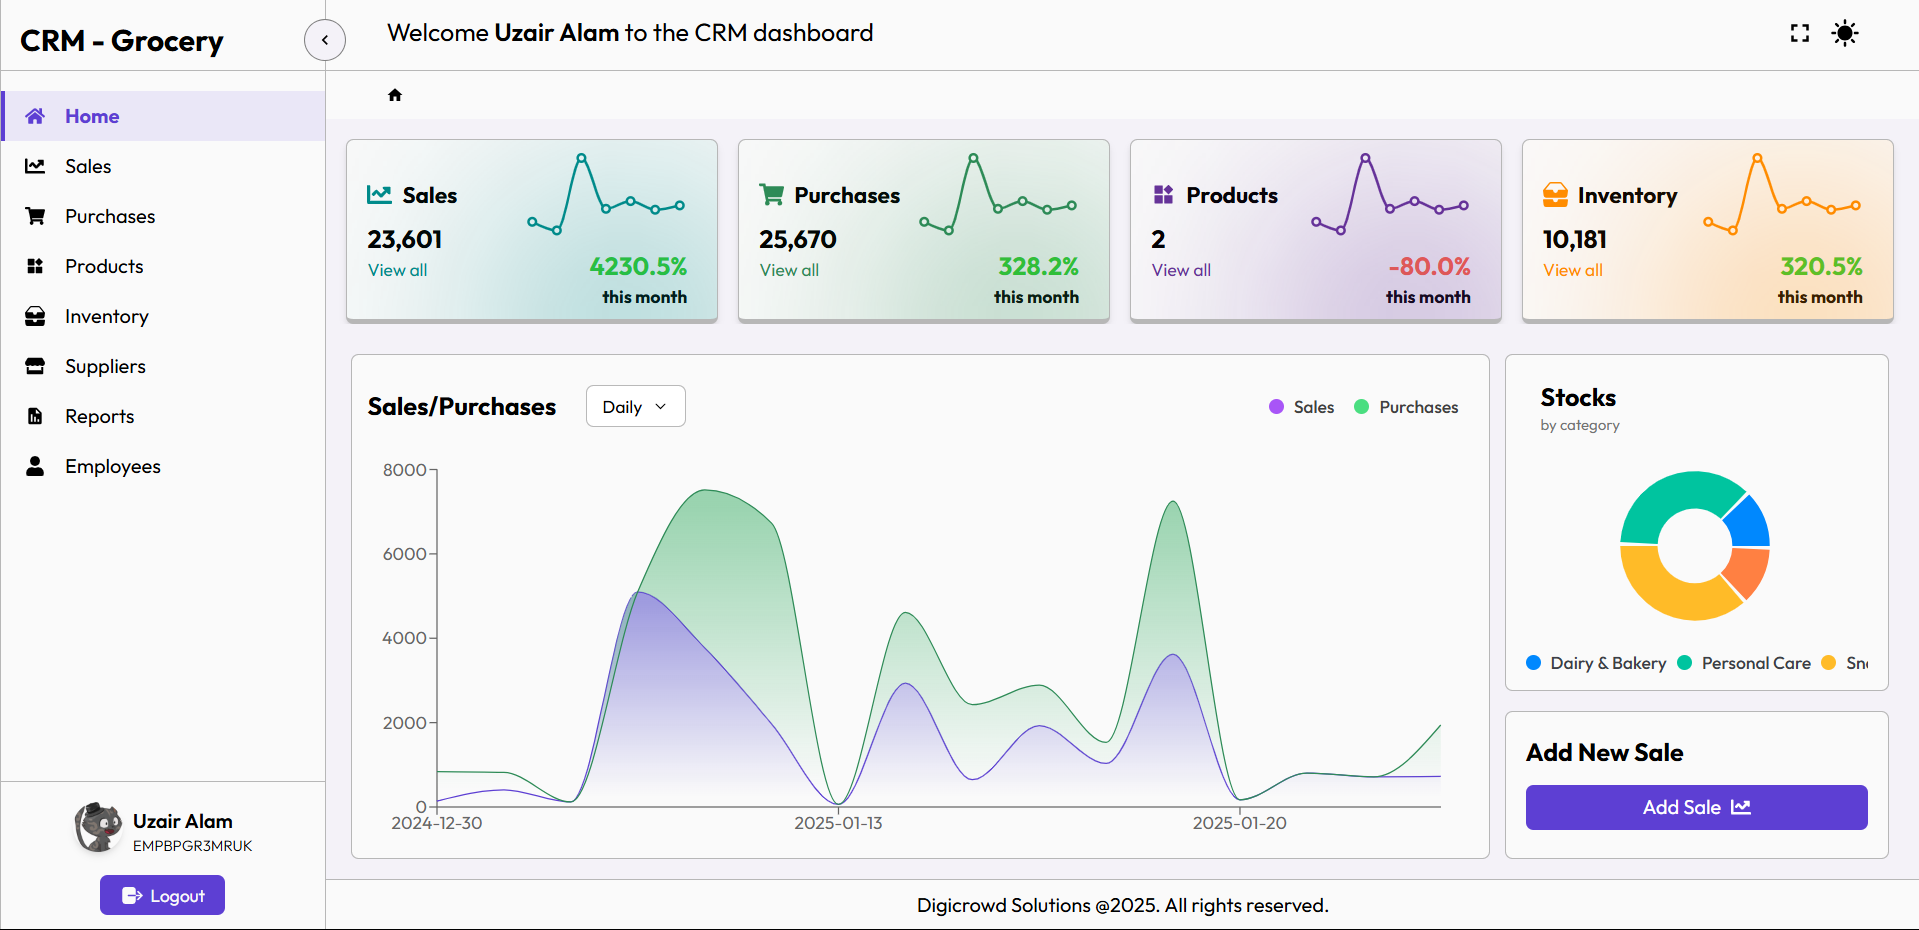 CRM - Grocery
Welcome Uzair Alam to the CRM dashboard
Home
Sales
Purchases
Products
Inventory
Suppliers
Reports
Employees
Uzair Alam
EMPBPGR3MRUK
Logout
Sales
23,601
View all
4230.5%
this month
Purchases
25,670
View all
328.2%
this month
Products
2
View all
-80.0%
this month
Inventory
10,181
View all
320.5%
this month
Sales/Purchases
Daily
Sales
Purchases
8000
6000
4000
2000
0
2024-12-30
2025-01-13
2025-01-20
Stocks
by category
Dairy & Bakery
Personal Care
Add New Sale
Add Sale
Digicrowd Solutions @2025. All rights reserved.